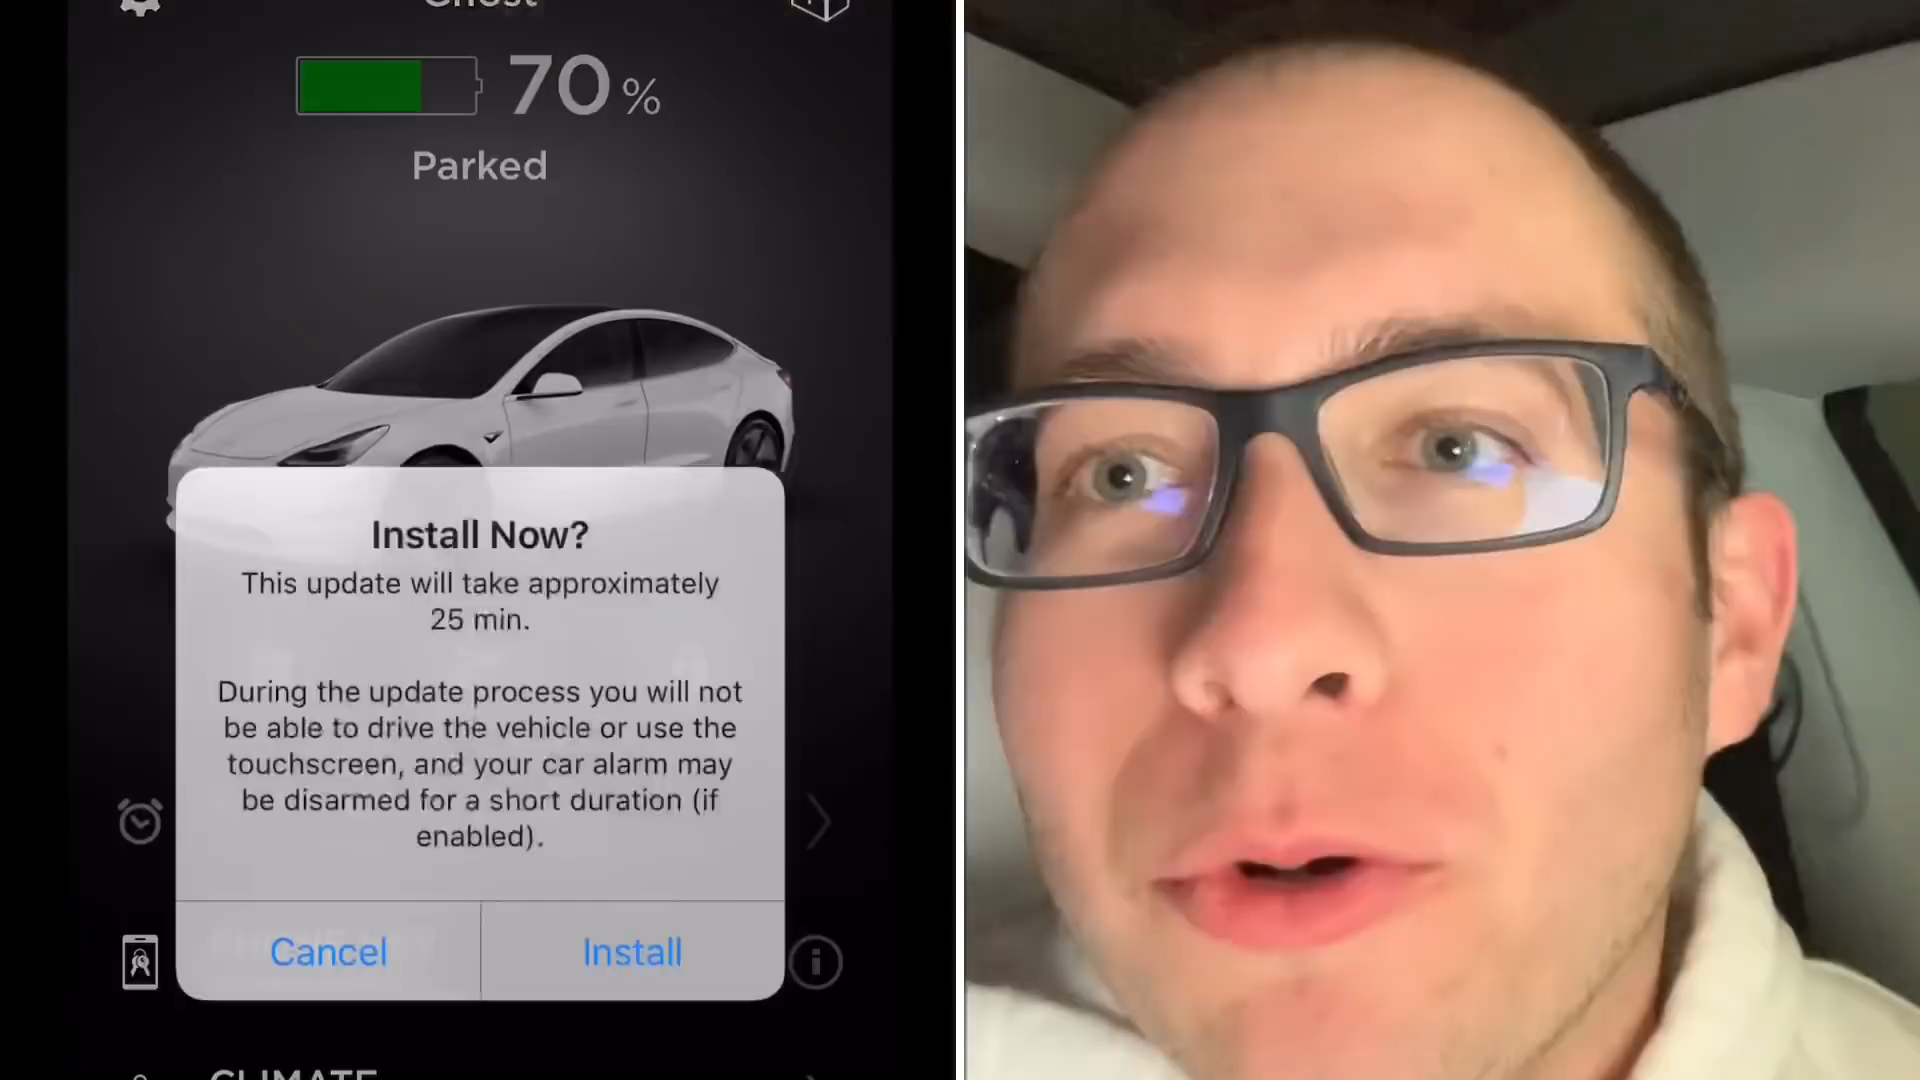 Ghost
70 %
Parked
Install Now?
This update will take approximately
25 min.
During the update process you will not
be able to drive the vehicle or use the
touchscreen, and your car alarm may
be disarmed for a short duration (if
enabled).
Cancel
Install
CLIMATE